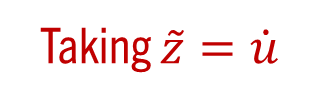 Taking z̃ = u̇